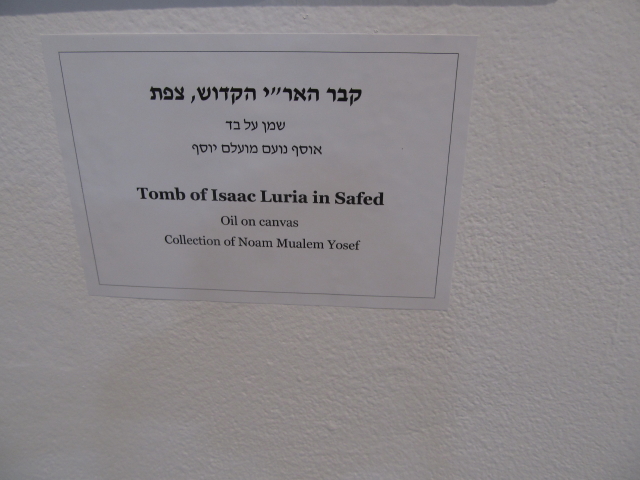 קבר האר״י הקדוש, צפת
שמן על בד
אוסף נועם מועלם יוסף
Tomb of Isaac Luria in Safed
Oil on canvas
Collection of Noam Mualem Yosef